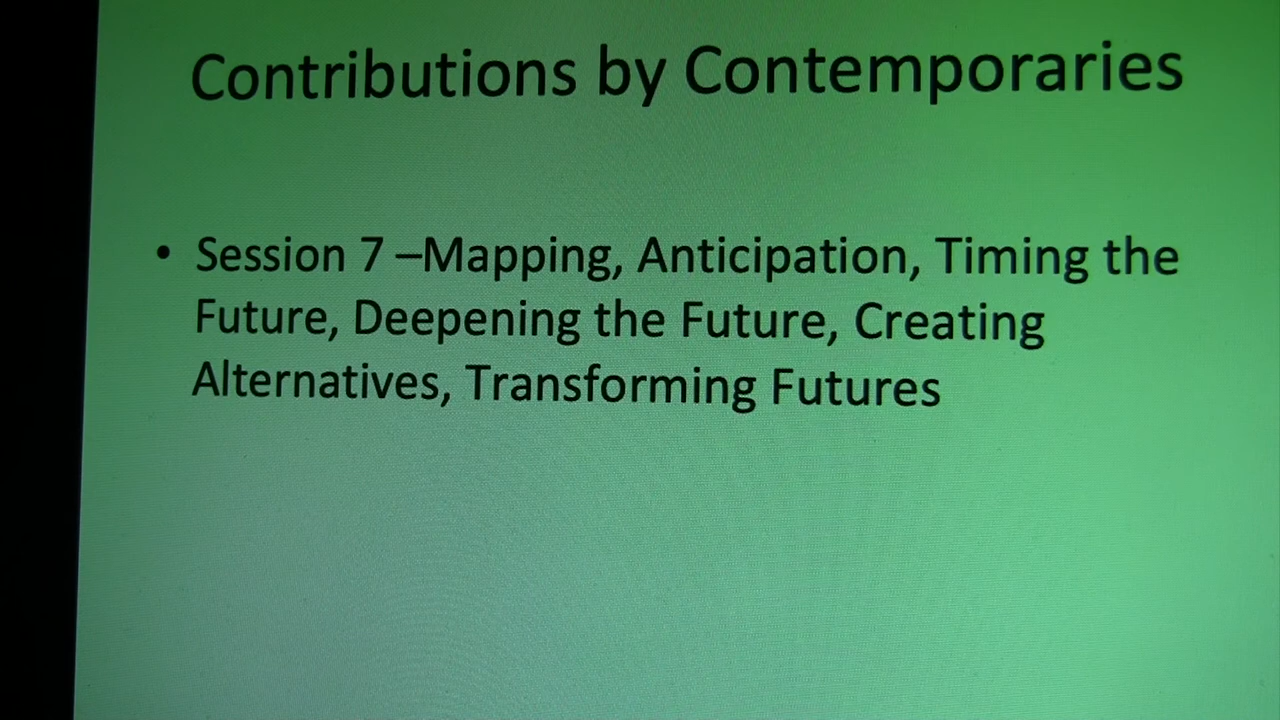 Contributions by Contemporaries
• Session 7 –Mapping, Anticipation, Timing the
Future, Deepening the Future, Creating
Alternatives, Transforming Futures